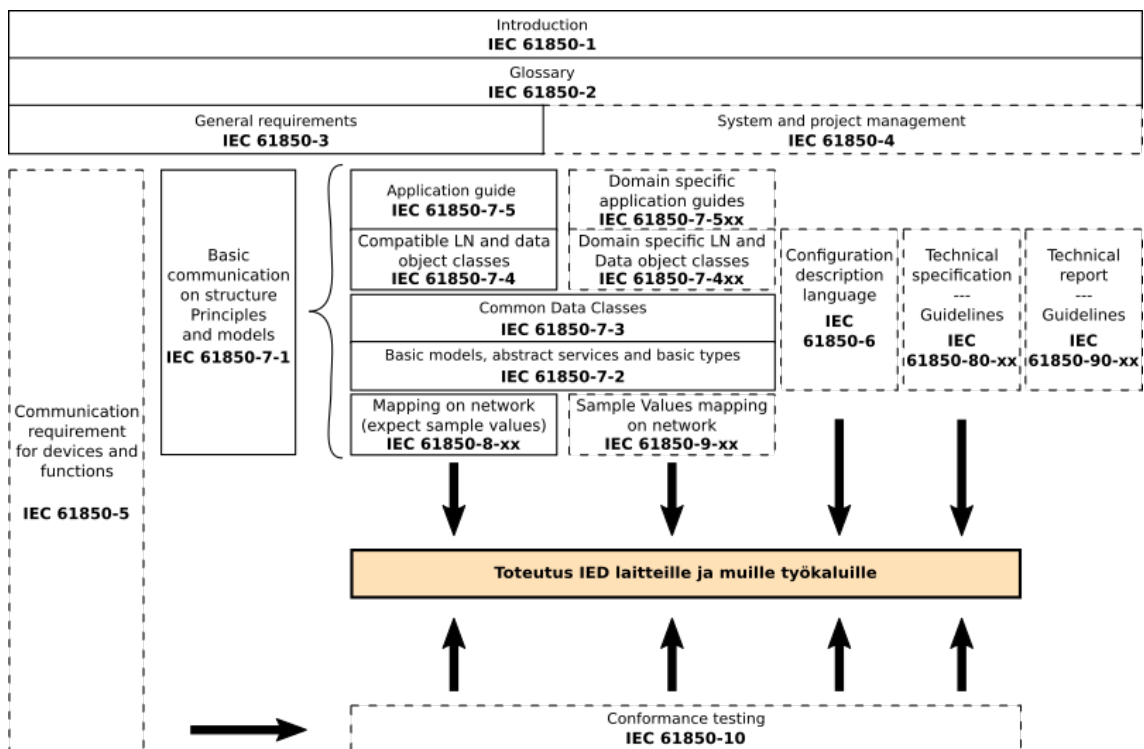 Introduction
IEC 61850-1
Glossary
IEC 61850-2
General requirements
IEC 61850-3
System and project management
IEC 61850-4
Communication
requirement
for devices and
functions
IEC 61850-5
Basic
communication
on structure
Principles
and models
IEC 61850-7-1
Application guide
IEC 61850-7-5
Domain specific
application guides
IEC 61850-7-5xx
Compatible LN and data
object classes
IEC 61850-7-4
Domain specific LN and
Data object classes
IEC 61850-7-4xx
Common Data Classes
IEC 61850-7-3
Basic models, abstract services and basic types
IEC 61850-7-2
Mapping on network
(expect sample values)
IEC 61850-8-xx
Sample Values mapping
on network
IEC 61850-9-xx
Configuration
description
language
IEC
61850-6
Technical
specification
---
Guidelines
IEC
61850-80-xx
Technical
report
---
Guidelines
IEC
61850-90-xx
Toteutus IED laitteille ja muille työkaluille
Conformance testing
IEC 61850-10